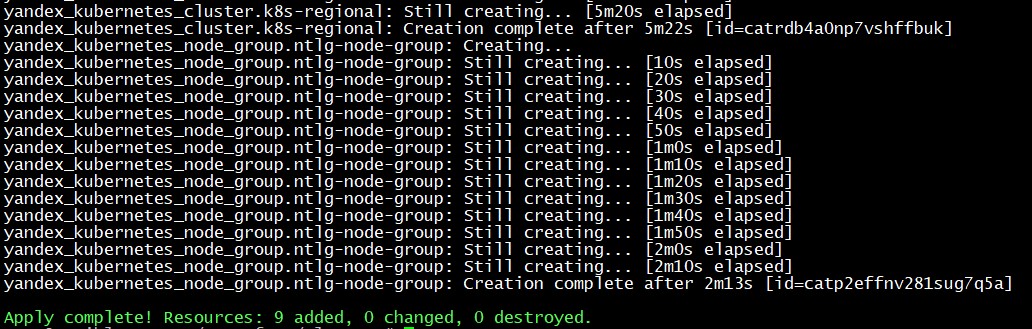 yandex_kubernetes_cluster.k8s-regional: Still creating... [5m20s elapsed]
yandex_kubernetes_cluster.k8s-regional: Creation complete after 5m22s [id=catrdb4a0np7vshffbuk]
yandex_kubernetes_node_group.ntlg-node-group: Creating...
yandex_kubernetes_node_group.ntlg-node-group: Still creating... [10s elapsed]
yandex_kubernetes_node_group.ntlg-node-group: Still creating... [20s elapsed]
yandex_kubernetes_node_group.ntlg-node-group: Still creating... [30s elapsed]
yandex_kubernetes_node_group.ntlg-node-group: Still creating... [40s elapsed]
yandex_kubernetes_node_group.ntlg-node-group: Still creating... [50s elapsed]
yandex_kubernetes_node_group.ntlg-node-group: Still creating... [1m0s elapsed]
yandex_kubernetes_node_group.ntlg-node-group: Still creating... [1m10s elapsed]
yandex_kubernetes_node_group.ntlg-node-group: Still creating... [1m20s elapsed]
yandex_kubernetes_node_group.ntlg-node-group: Still creating... [1m30s elapsed]
yandex_kubernetes_node_group.ntlg-node-group: Still creating... [1m40s elapsed]
yandex_kubernetes_node_group.ntlg-node-group: Still creating... [1m50s elapsed]
yandex_kubernetes_node_group.ntlg-node-group: Still creating... [2m0s elapsed]
yandex_kubernetes_node_group.ntlg-node-group: Still creating... [2m10s elapsed]
yandex_kubernetes_node_group.ntlg-node-group: Creation complete after 2m13s [id=catp2effnv281sug7q5a]
Apply complete! Resources: 9 added, 0 changed, 0 destroyed.